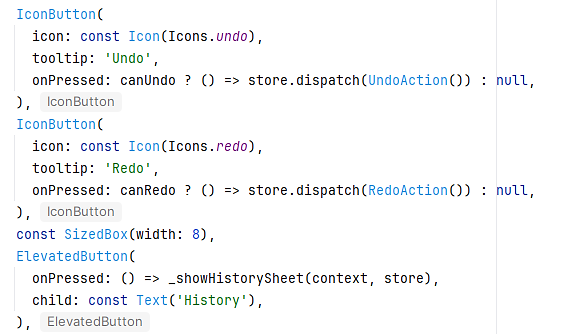 IconButton(
  icon: const Icon(Icons.undo),
  tooltip: 'Undo',
  onPressed: canUndo ? () => store.dispatch(UndoAction()) : null,
), IconButton
IconButton(
  icon: const Icon(Icons.redo),
  tooltip: 'Redo',
  onPressed: canRedo ? () => store.dispatch(RedoAction()) : null,
), IconButton
const SizedBox(width: 8),
ElevatedButton(
  onPressed: () => _showHistorySheet(context, store),
  child: const Text('History'),
), ElevatedButton